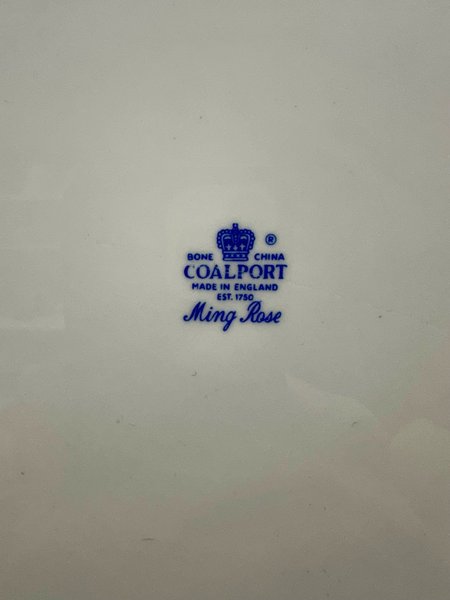 ®
BONE CHINA
COALPORT
MADE IN ENGLAND
EST. 1750
Ming Rose